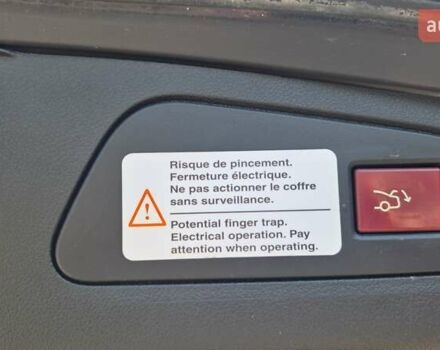 Risque de pincement.
Fermeture électrique.
Ne pas actionner le coffre
sans surveillance.
Potential finger trap.
Electrical operation. Pay
attention when operating.